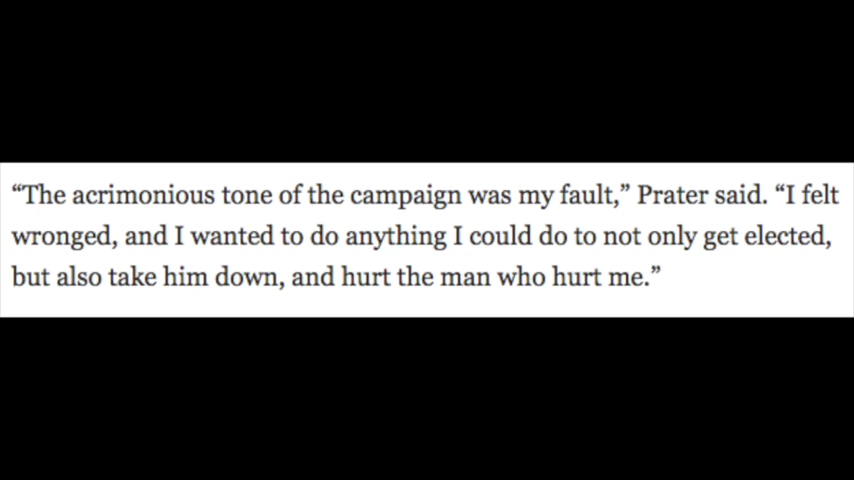 “The acrimonious tone of the campaign was my fault,” Prater said. “I felt
wronged, and I wanted to do anything I could do to not only get elected,
but also take him down, and hurt the man who hurt me.”